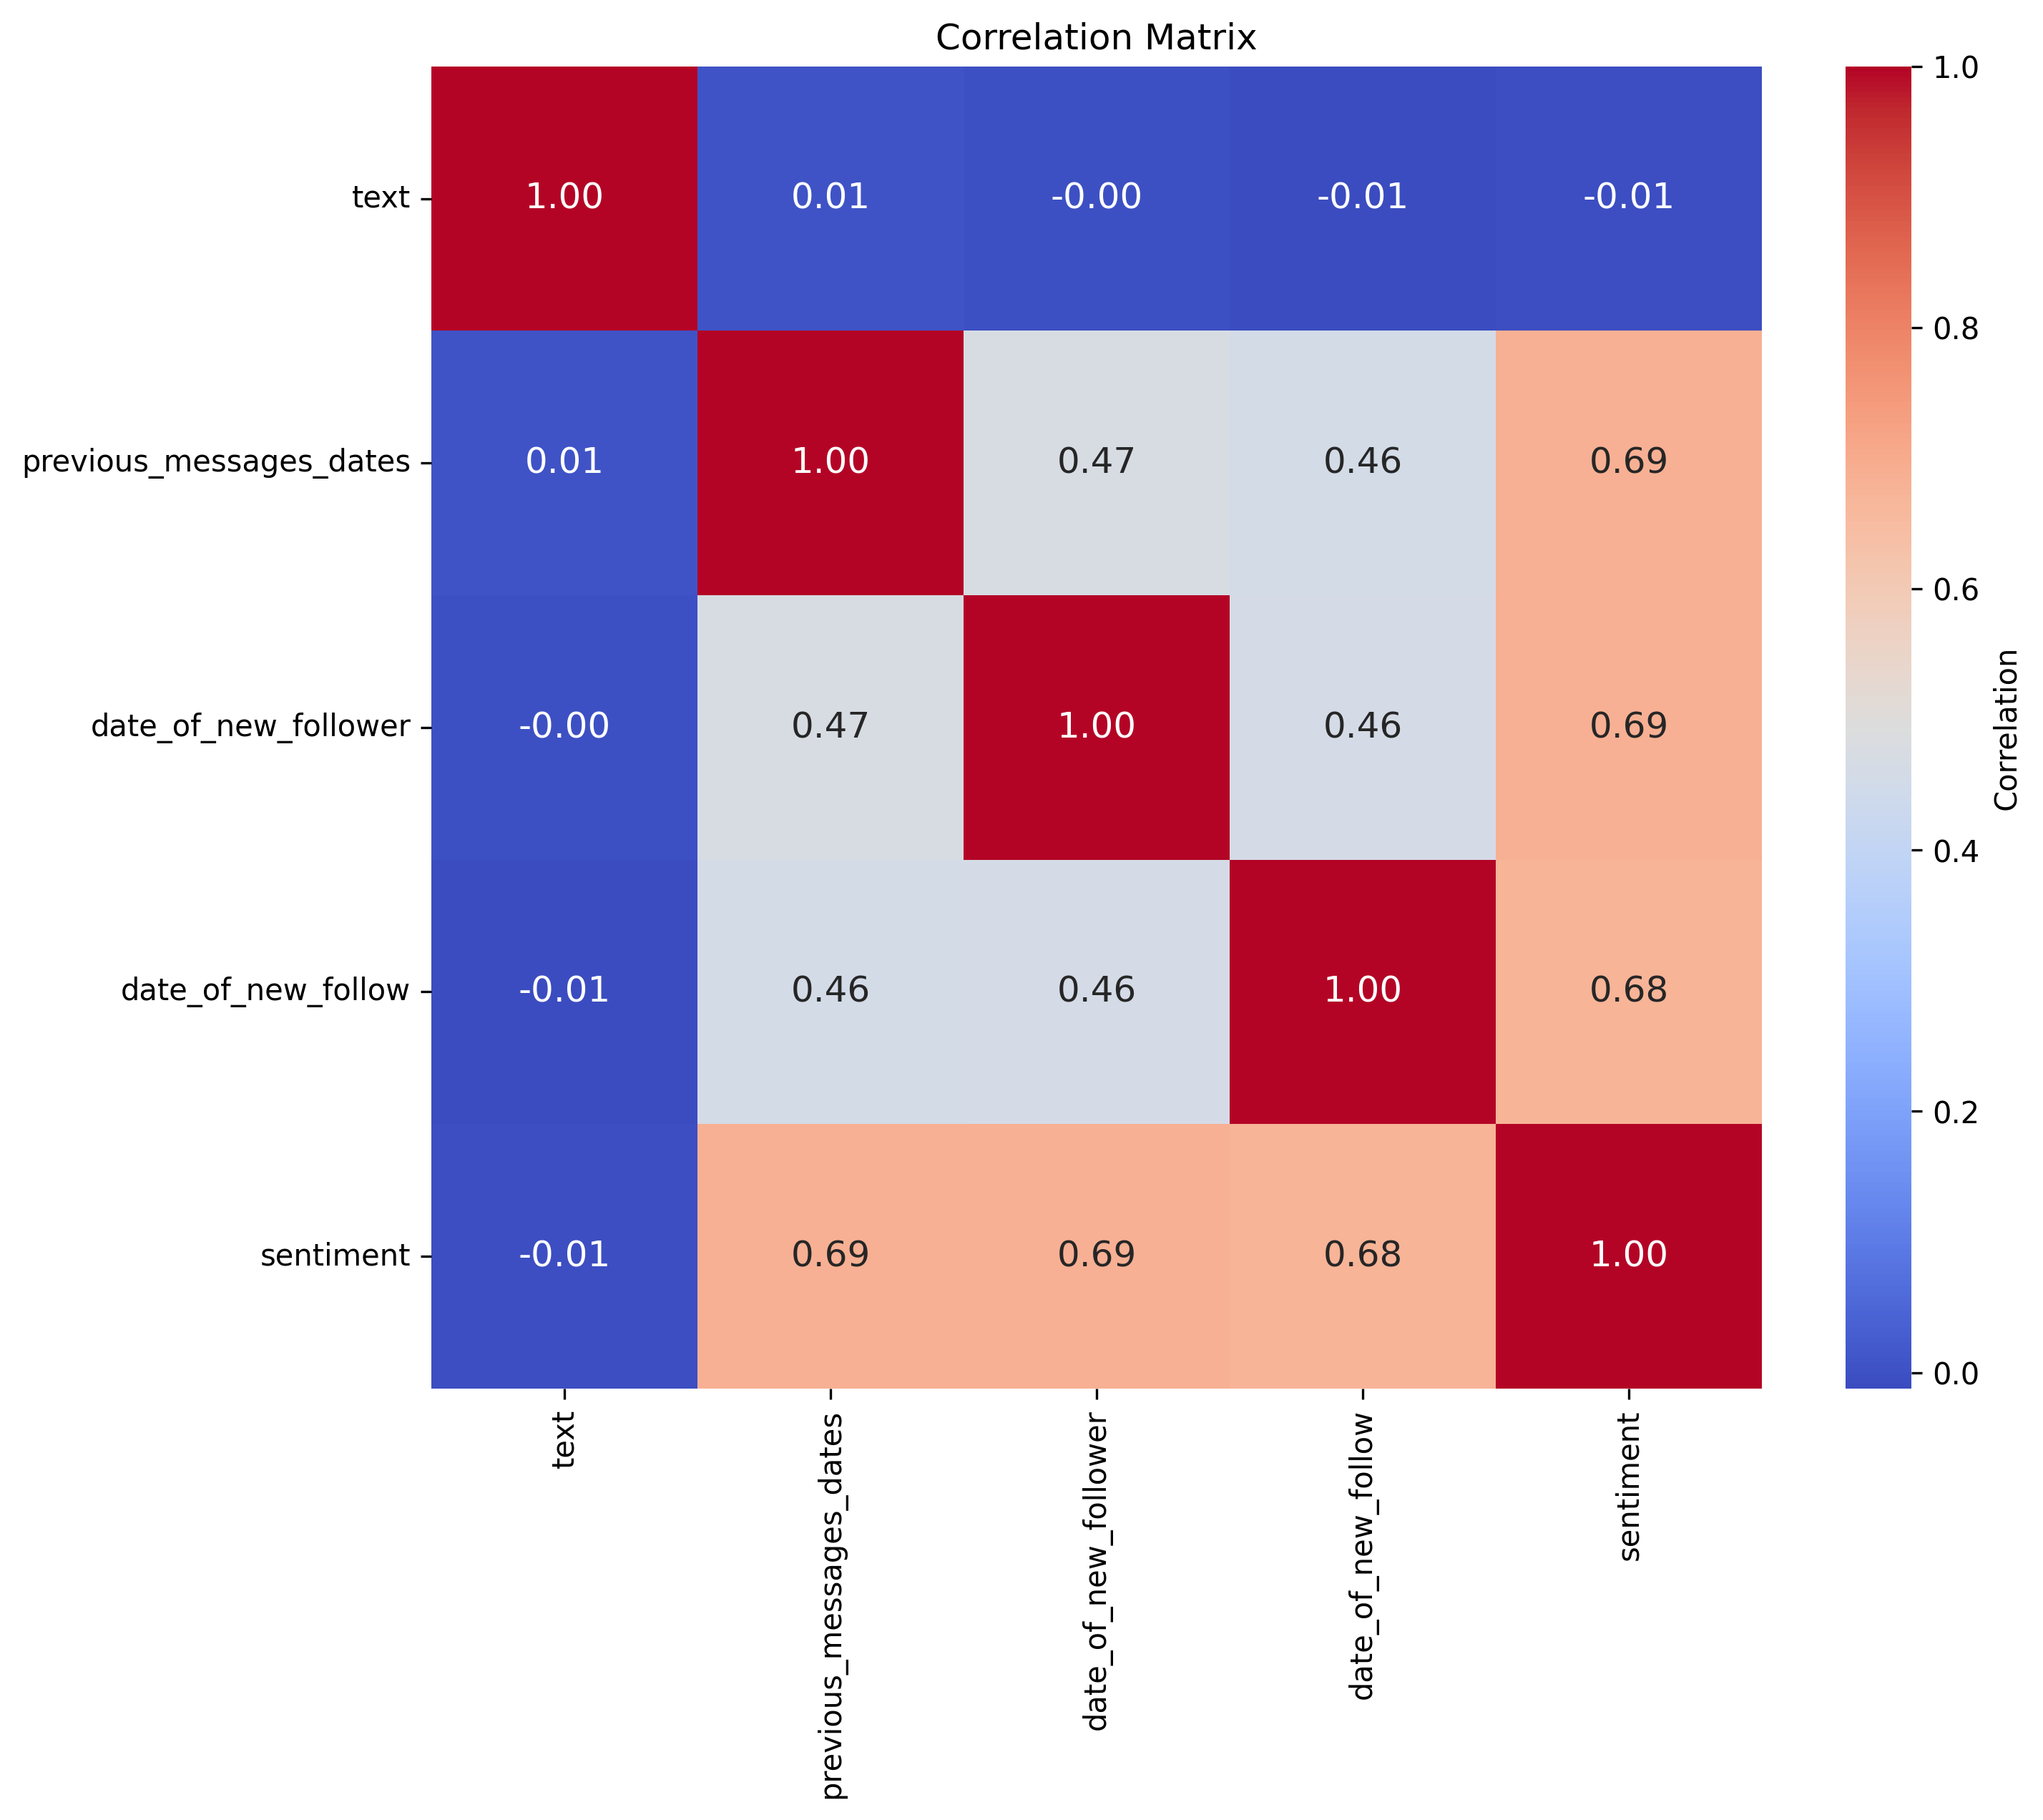 Correlation Matrix
text 1.00 0.01 -0.00 -0.01 -0.01
previous_messages_dates 0.01 1.00 0.47 0.46 0.69
date_of_new_follower -0.00 0.47 1.00 0.46 0.69
date_of_new_follow -0.01 0.46 0.46 1.00 0.68
sentiment -0.01 0.69 0.69 0.68 1.00
text
previous_messages_dates
date_of_new_follower
date_of_new_follow
sentiment
1.0
0.8
0.6
0.4
0.2
0.0
Correlation